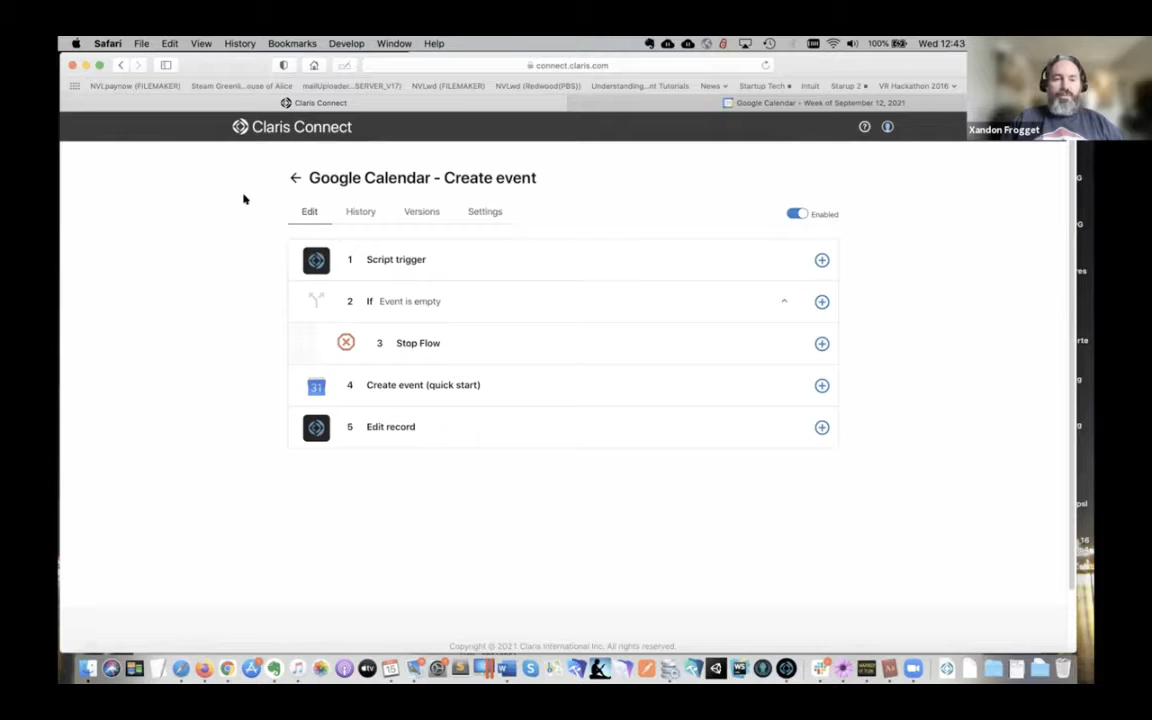 Safari File Edit View History Bookmarks Develop Window Help 100% Wed 12:43
connect.claris.com
NVLpaynow (FILEMAKER) Steam Greenli...ouse of Alice mailUploader...SERVER_V17) NVLwd (FILEMAKER) NVLwd (Redwood(PBS)) Understanding...nt Tutorials News Startup Tech Intuit Starup 2 VR Hackathon 2016
Claris Connect Google Calendar - Week of September 12, 2021
Xandon Frogget
Claris Connect
Google Calendar - Create event
Edit History Versions Settings Enabled
1 Script trigger
2 If Event is empty
3 Stop Flow
31 4 Create event (quick start)
5 Edit record
Copyright © 2021 Claris International Inc. All rights reserved.